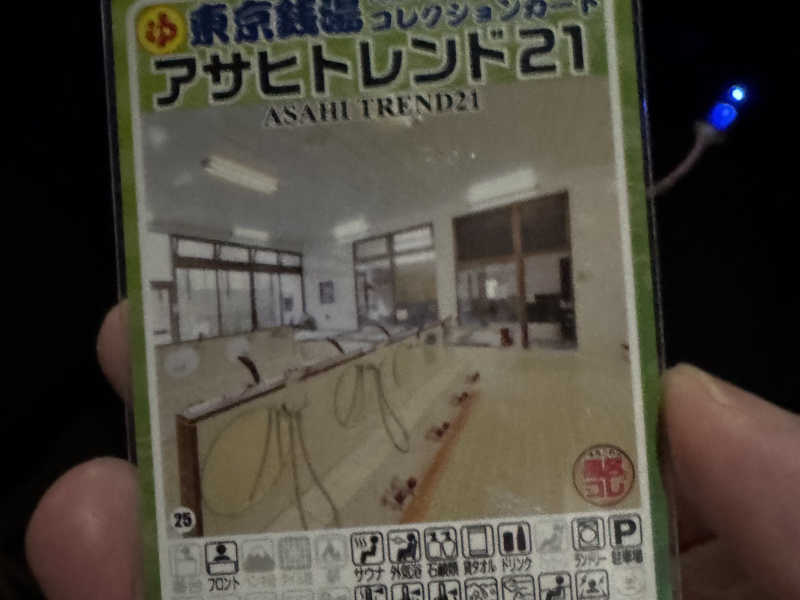 ゆ 東京銭湯 コレクションカード
アサヒトレンド21
ASAHI TREND21
25
フロント サウナ 外気浴 石鹸類 貸タオル ドリンク ランドリー P 駐車場